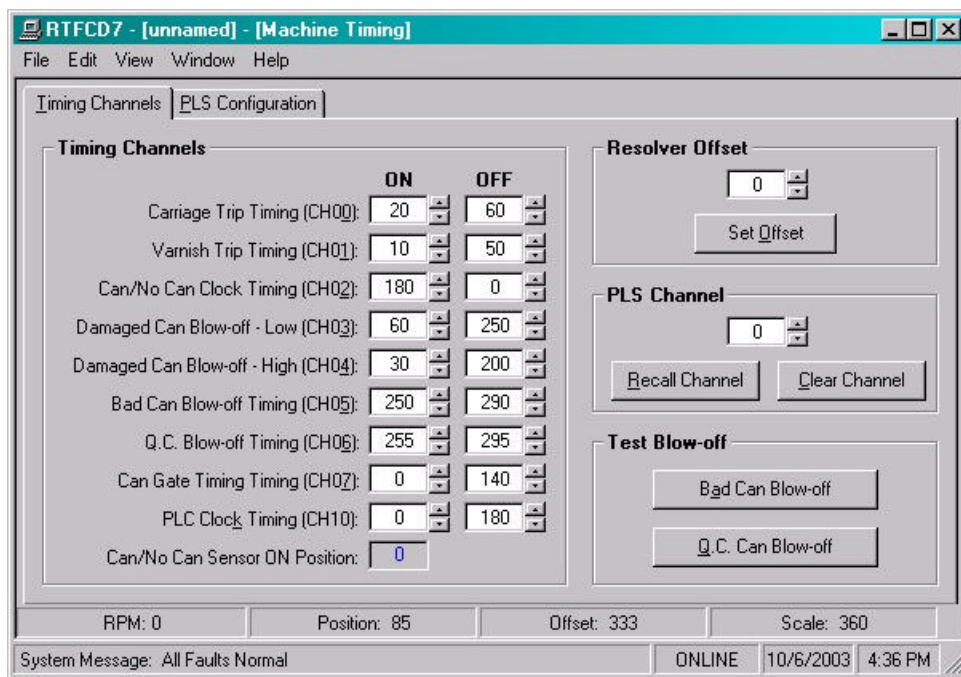 RTFCD7 - [unnamed] - [Machine Timing]
File Edit View Window Help
Timing Channels PLS Configuration
Timing Channels
ON OFF
Carriage Trip Timing (CH00): 20 60
Varnish Trip Timing (CH01): 10 50
Can/No Can Clock Timing (CH02): 180 0
Damaged Can Blow-off - Low (CH03): 60 250
Damaged Can Blow-off - High (CH04): 30 200
Bad Can Blow-off Timing (CH05): 250 290
Q.C. Blow-off Timing (CH06): 255 295
Can Gate Timing Timing (CH07): 0 140
PLC Clock Timing (CH10): 0 180
Can/No Can Sensor ON Position: 0
Resolver Offset
0
Set Offset
PLS Channel
0
Recall Channel Clear Channel
Test Blow-off
Bad Can Blow-off
Q.C. Can Blow-off
RPM: 0 Position: 85 Offset: 333 Scale: 360
System Message: All Faults Normal ONLINE 10/6/2003 4:36 PM